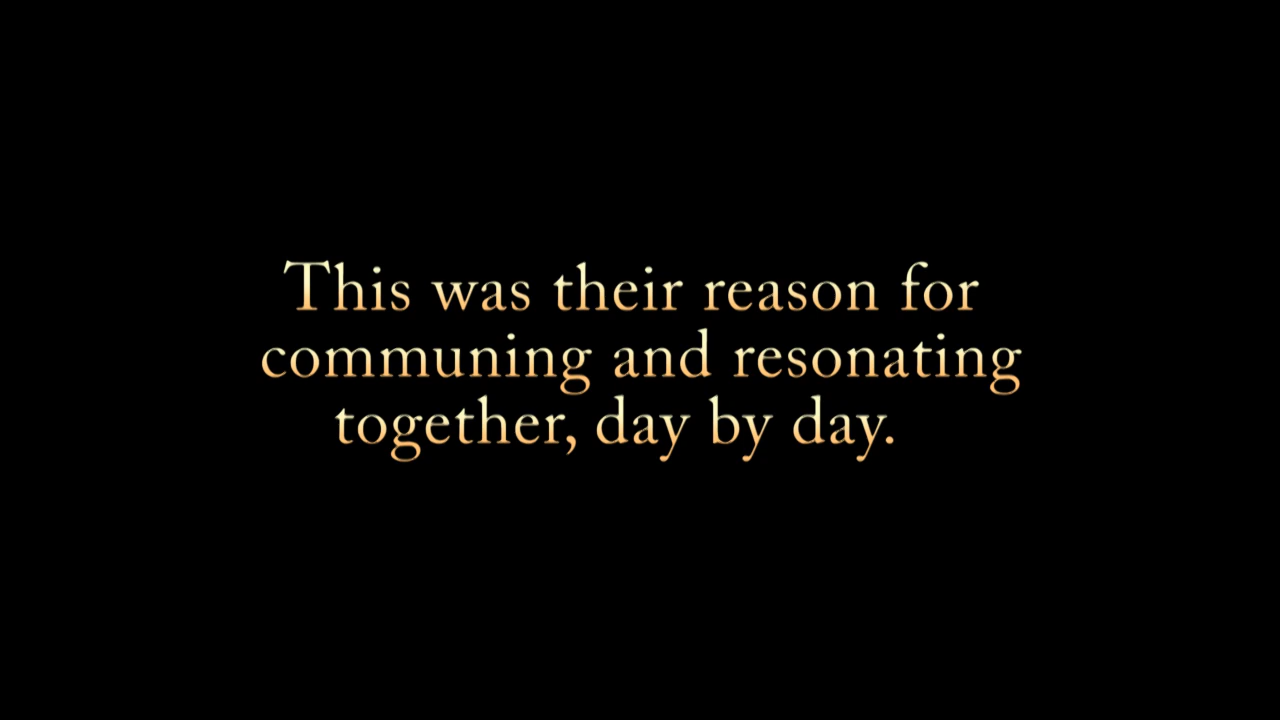 This was their reason for
communing and resonating
together, day by day.